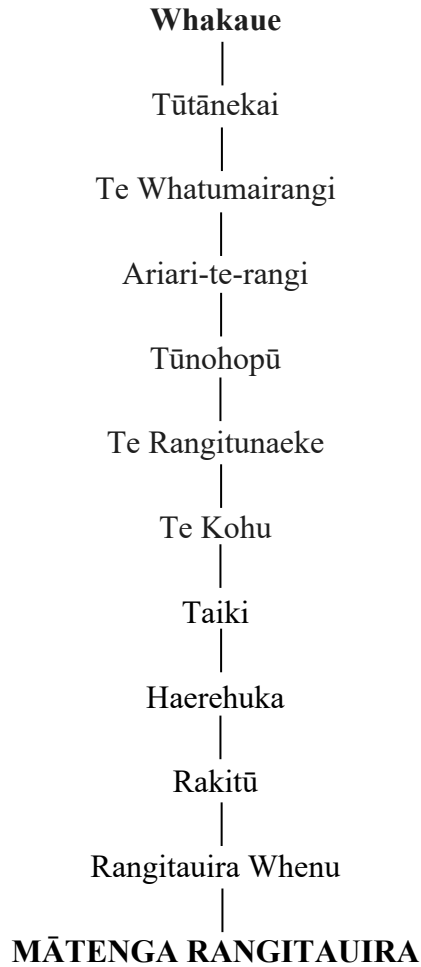 Whakaue
Tūtānekai
Te Whatumairangi
Ariari-te-rangi
Tūnohopū
Te Rangitunaeke
Te Kohu
Taiki
Haerehuka
Rakitū
Rangitauira Whenu
MĀTENGA RANGITAUIRA